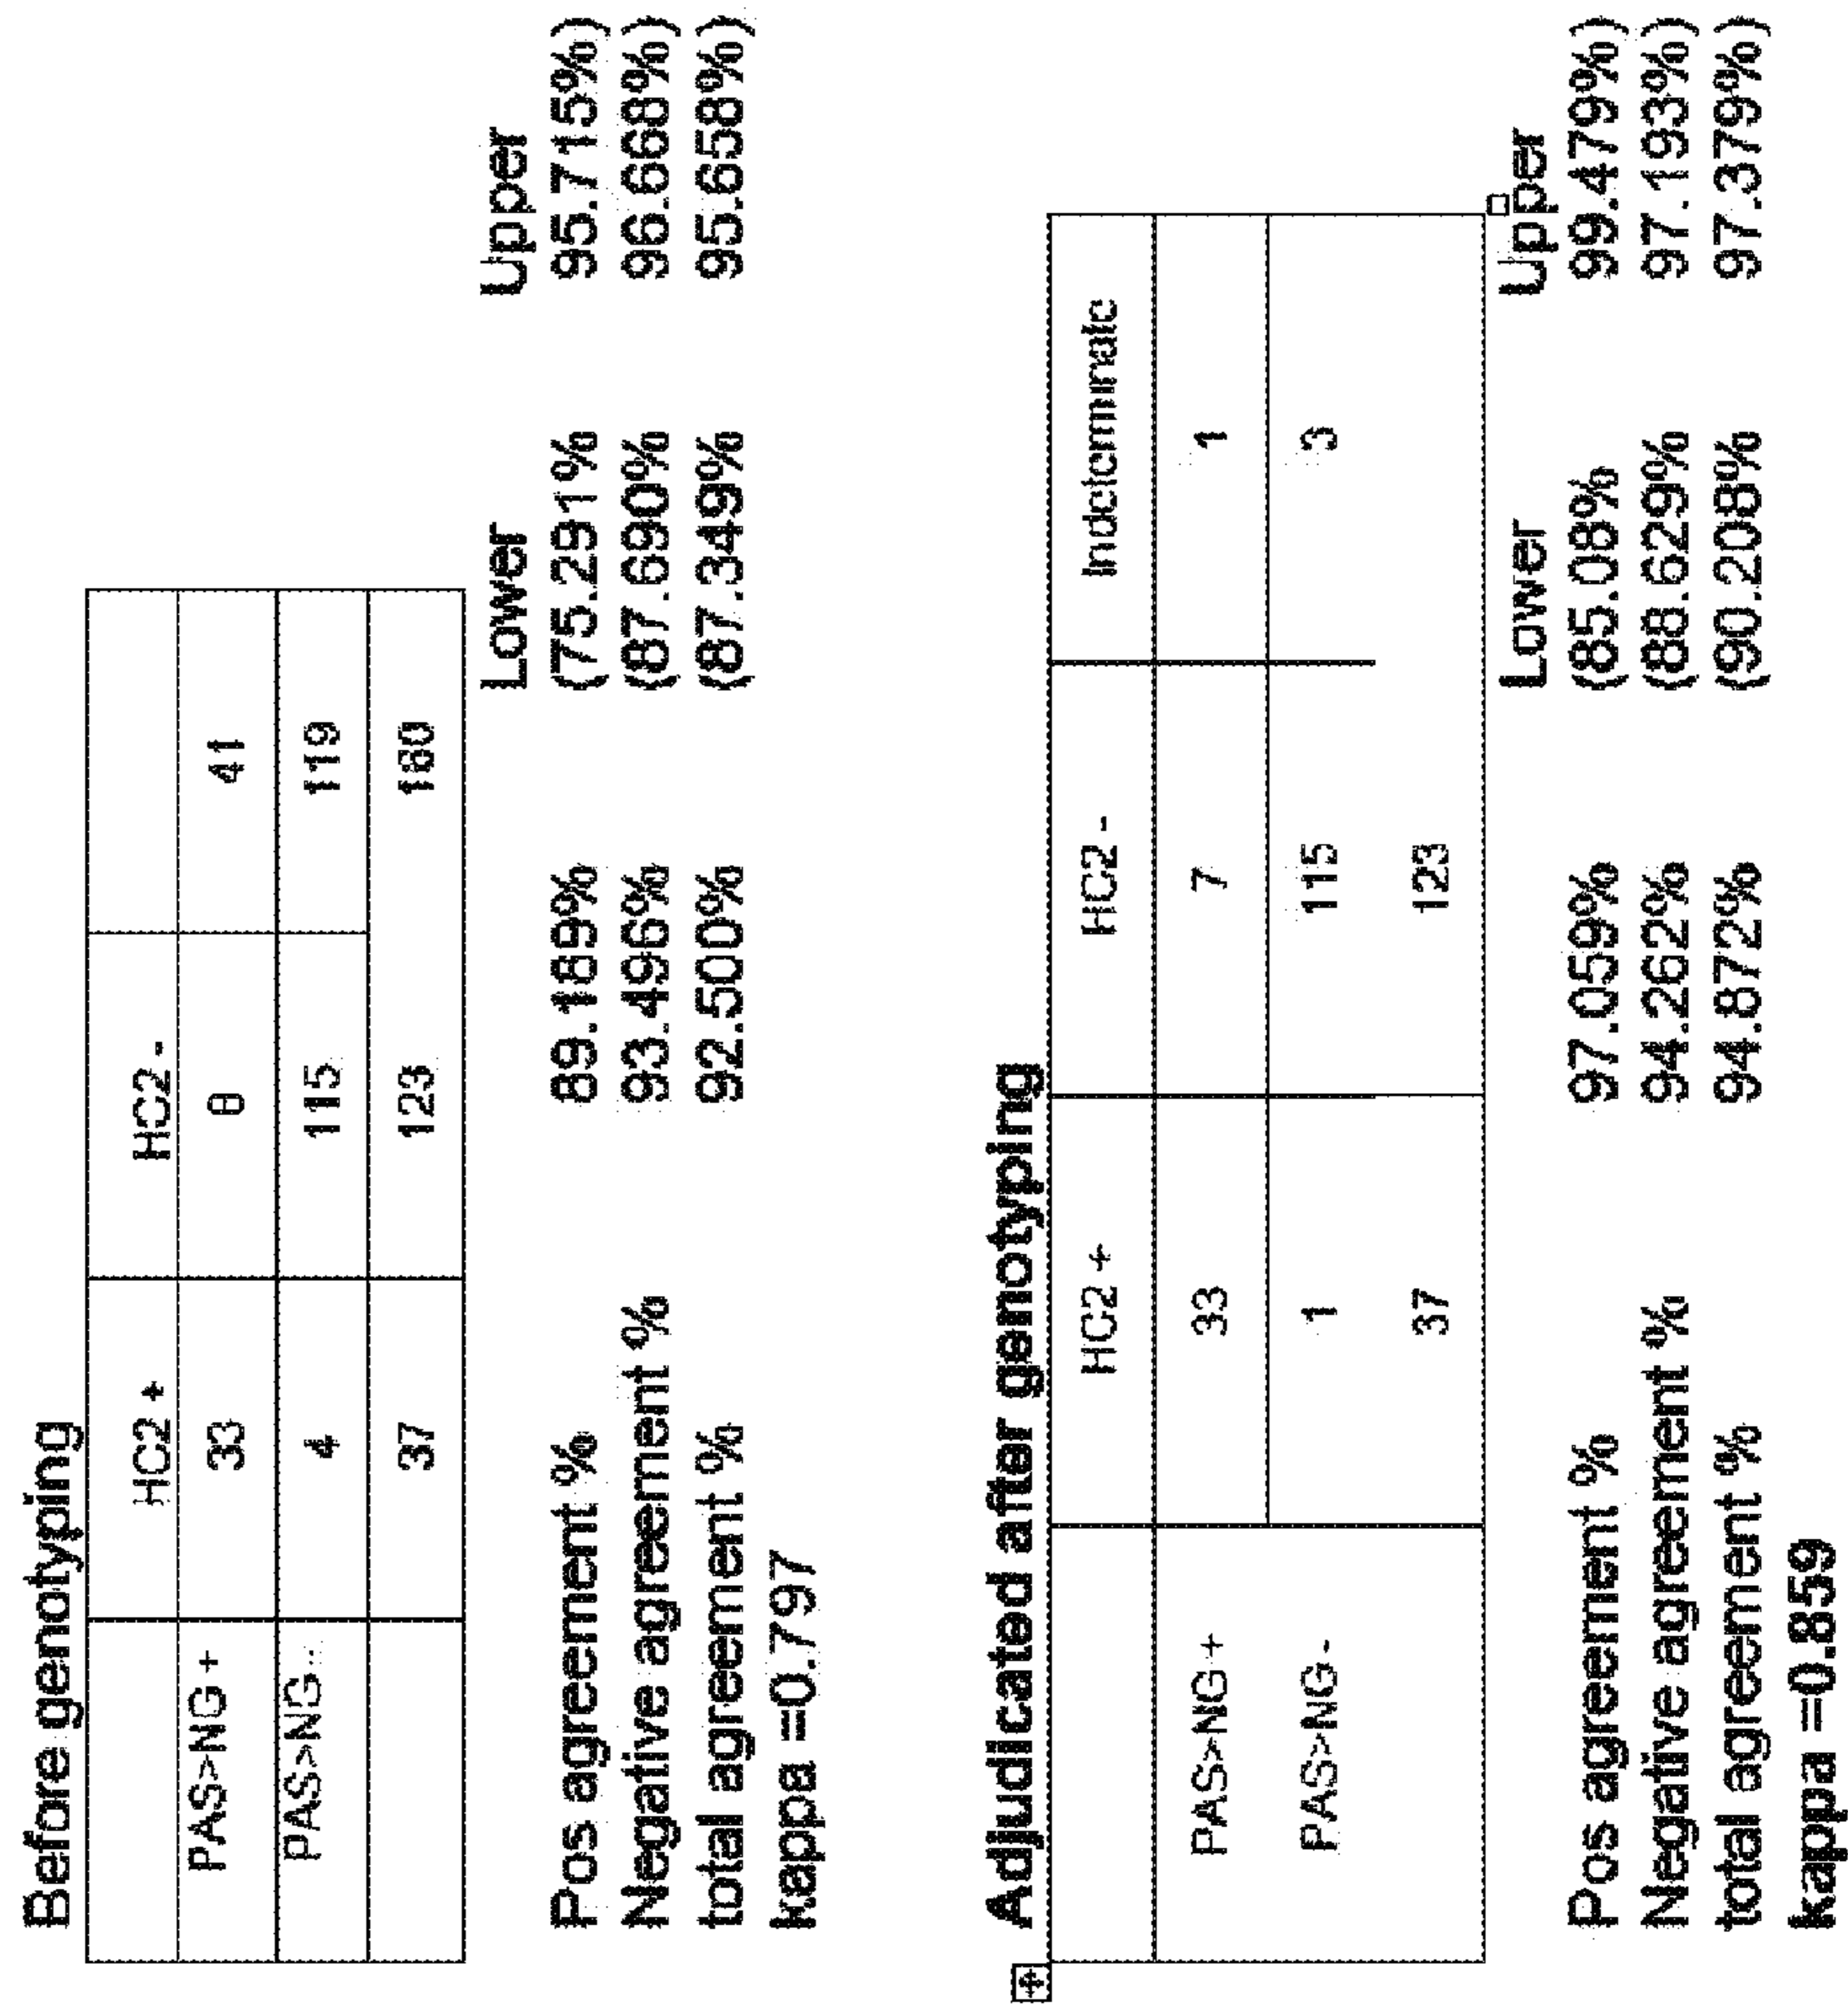 Before genotyping
HC2 + HC2 -
PAS>NG + 33 8 41
PAS>NG - 4 115 119
37 123 160
Lower Upper
Pos agreement % 89.189% (75.291% 95.715%)
Negative agreement % 93.496% (87.690% 96.668%)
total agreement % 92.500% (87.349% 95.658%)
kappa =0.797
Adjudicated after genotyping
HC2 + HC2 - Indeterminate
PAS>NG + 33 7 1
PAS>NG - 1 115 3
37 123
Lower Upper
Pos agreement % 97.059% (85.08% 99.479%)
Negative agreement % 94.262% (88.629% 97.193%)
total agreement % 94.872% (90.208% 97.379%)
kappa =0.859